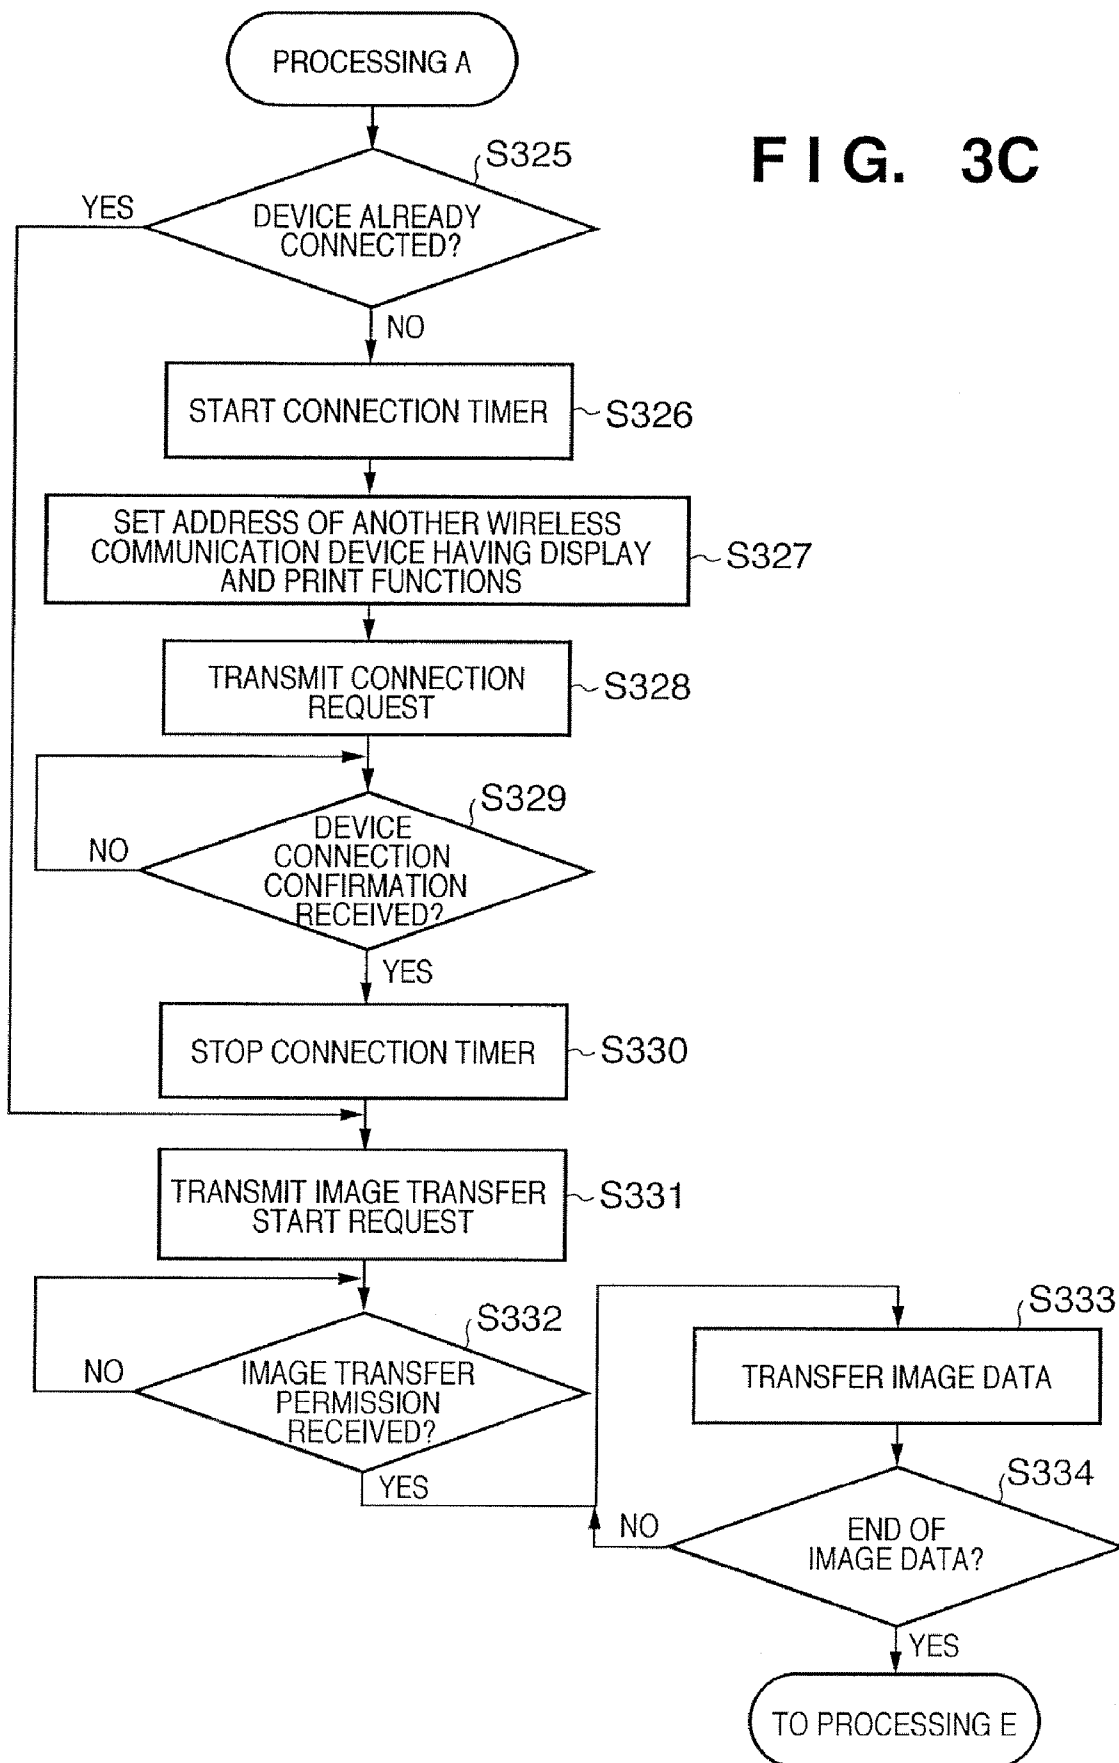 PROCESSING A
FIG. 3C
S325
YES
DEVICE ALREADY
CONNECTED?
NO
START CONNECTION TIMER
S326
SET ADDRESS OF ANOTHER WIRELESS
COMMUNICATION DEVICE HAVING DISPLAY
AND PRINT FUNCTIONS
S327
TRANSMIT CONNECTION
REQUEST
S328
S329
NO
DEVICE
CONNECTION
CONFIRMATION
RECEIVED?
YES
STOP CONNECTION TIMER
S330
TRANSMIT IMAGE TRANSFER
START REQUEST
S331
S332
NO
IMAGE TRANSFER
PERMISSION
RECEIVED?
YES
S333
TRANSFER IMAGE DATA
S334
NO
END OF
IMAGE DATA?
YES
TO PROCESSING E